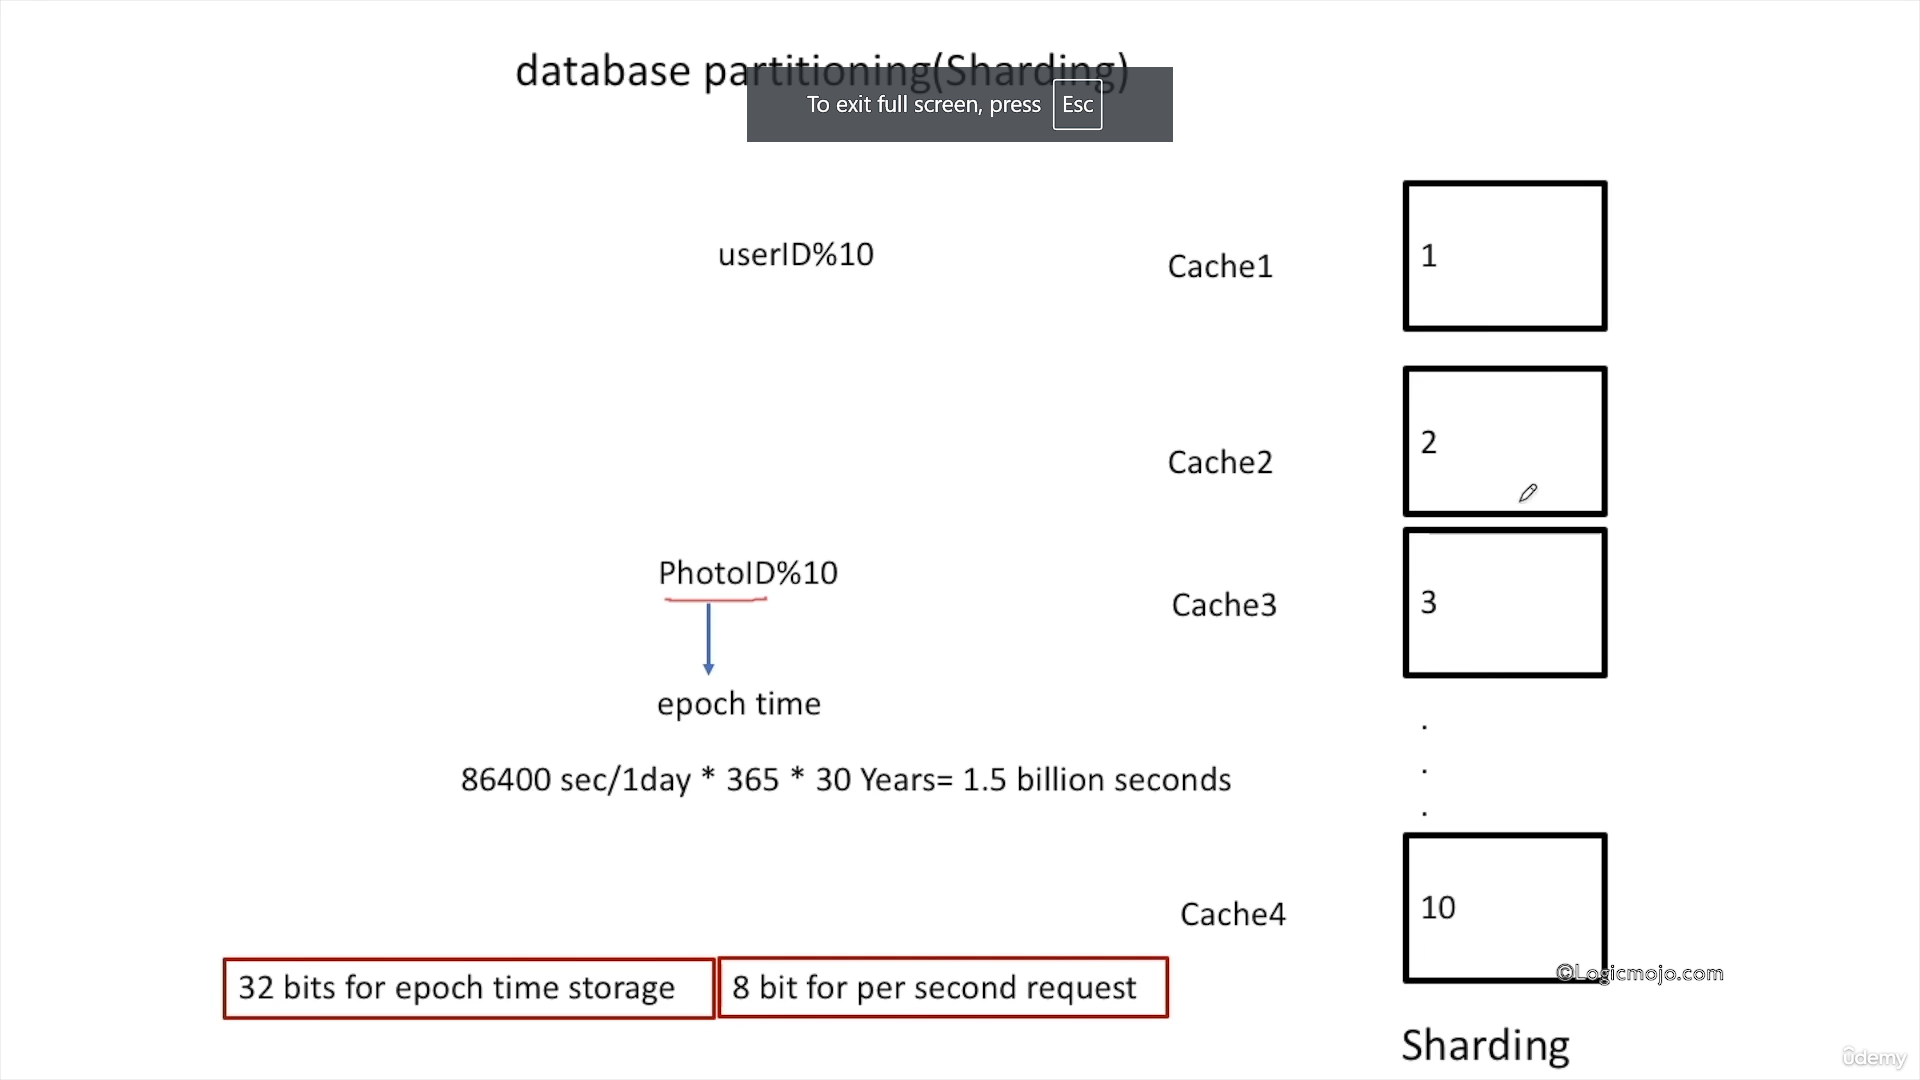 database partitioning(Sharding)
To exit full screen, press Esc
userID%10
Cache1
1
Cache2
2
PhotoID%10
Cache3
3
epoch time
.
.
.
86400 sec/1day * 365 * 30 Years= 1.5 billion seconds
Cache4
10
32 bits for epoch time storage
8 bit for per second request
©Logicmojo.com
Sharding
ûdemy